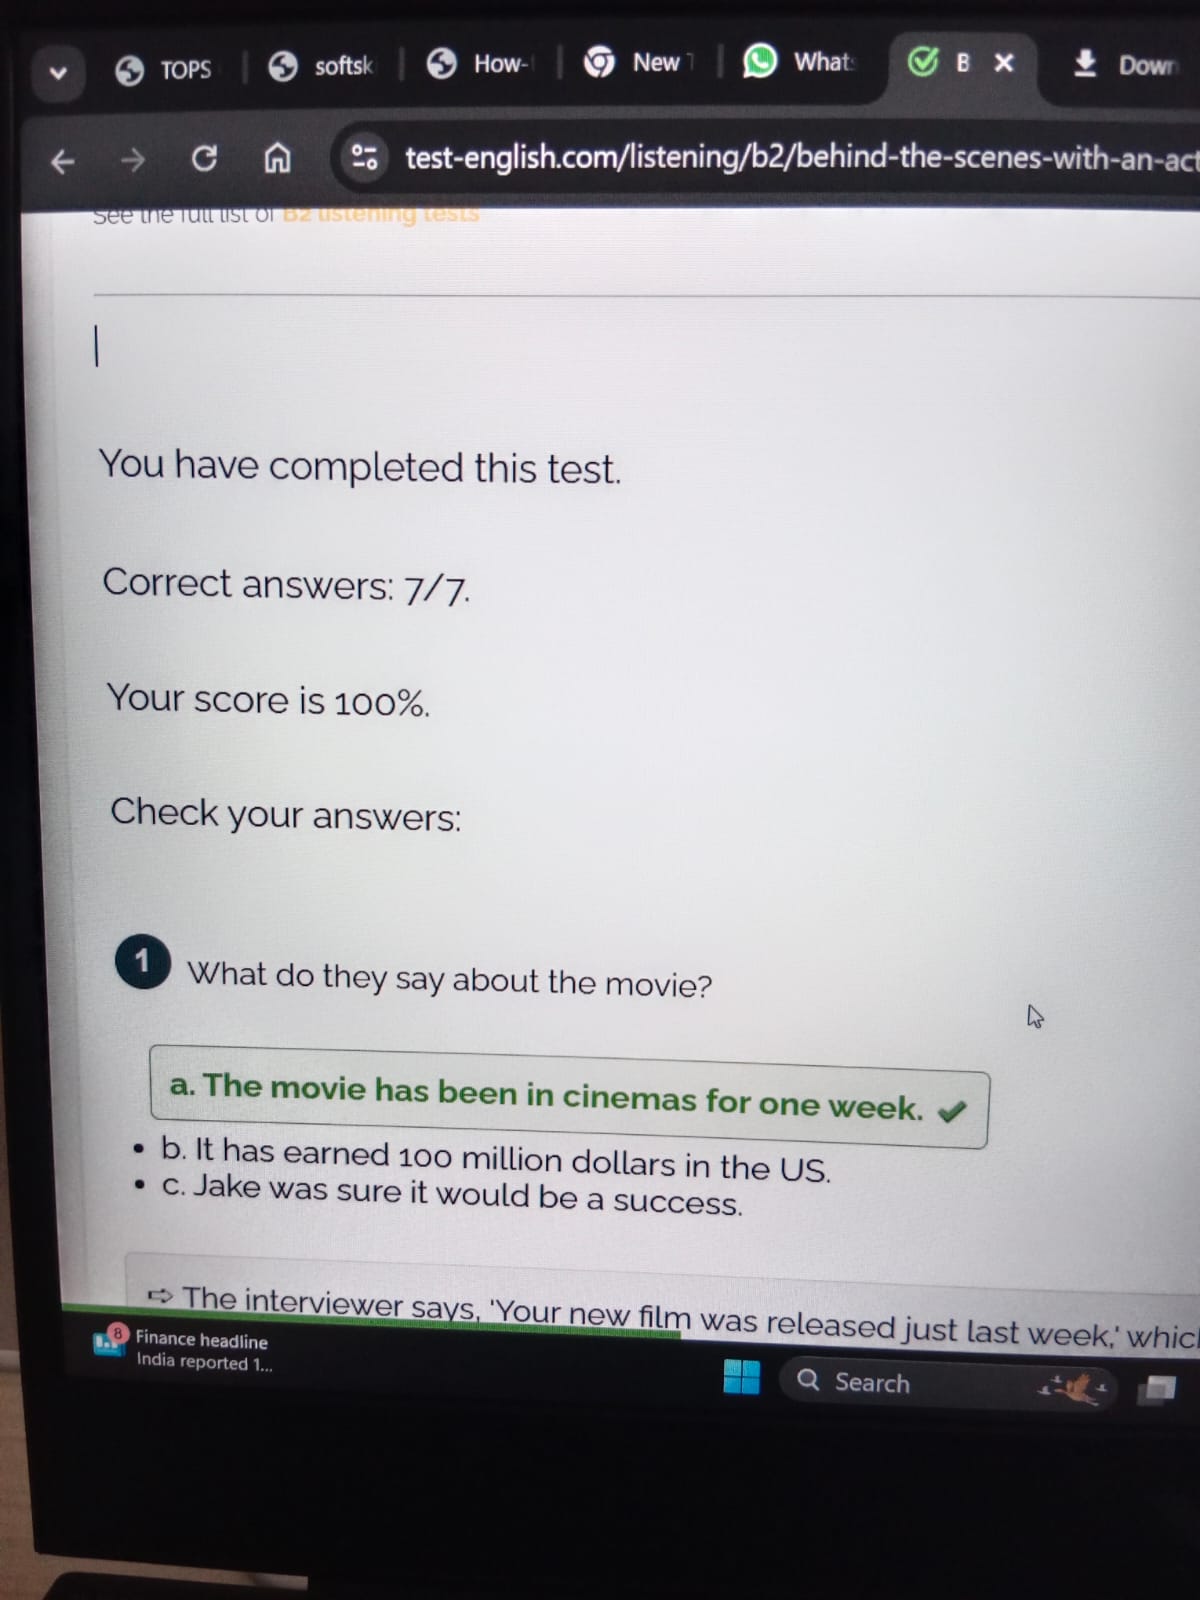 TOPS
softsk
How-
New
What
B
Down
test-english.com/listening/b2/behind-the-scenes-with-an-act
See the full list of B2 listening tests
You have completed this test.
Correct answers: 7/7.
Your score is 100%.
Check your answers:
1 What do they say about the movie?
a. The movie has been in cinemas for one week.
• b. It has earned 100 million dollars in the US.
• c. Jake was sure it would be a success.
⇨ The interviewer says, 'Your new film was released just last week,' which
8
Finance headline
India reported 1...
Search